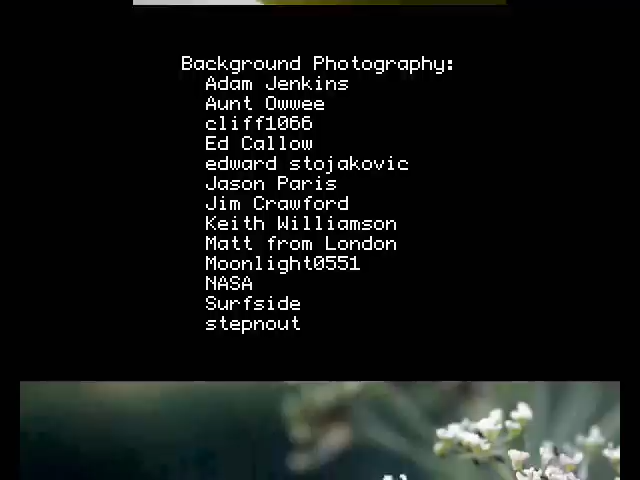 Background Photography:
Adam Jenkins
Aunt Owwee
cliff1066
Ed Callow
edward stojakovic
Jason Paris
Jim Crawford
Keith Williamson
Matt from London
Moonlight0551
NASA
Surfside
stepnout